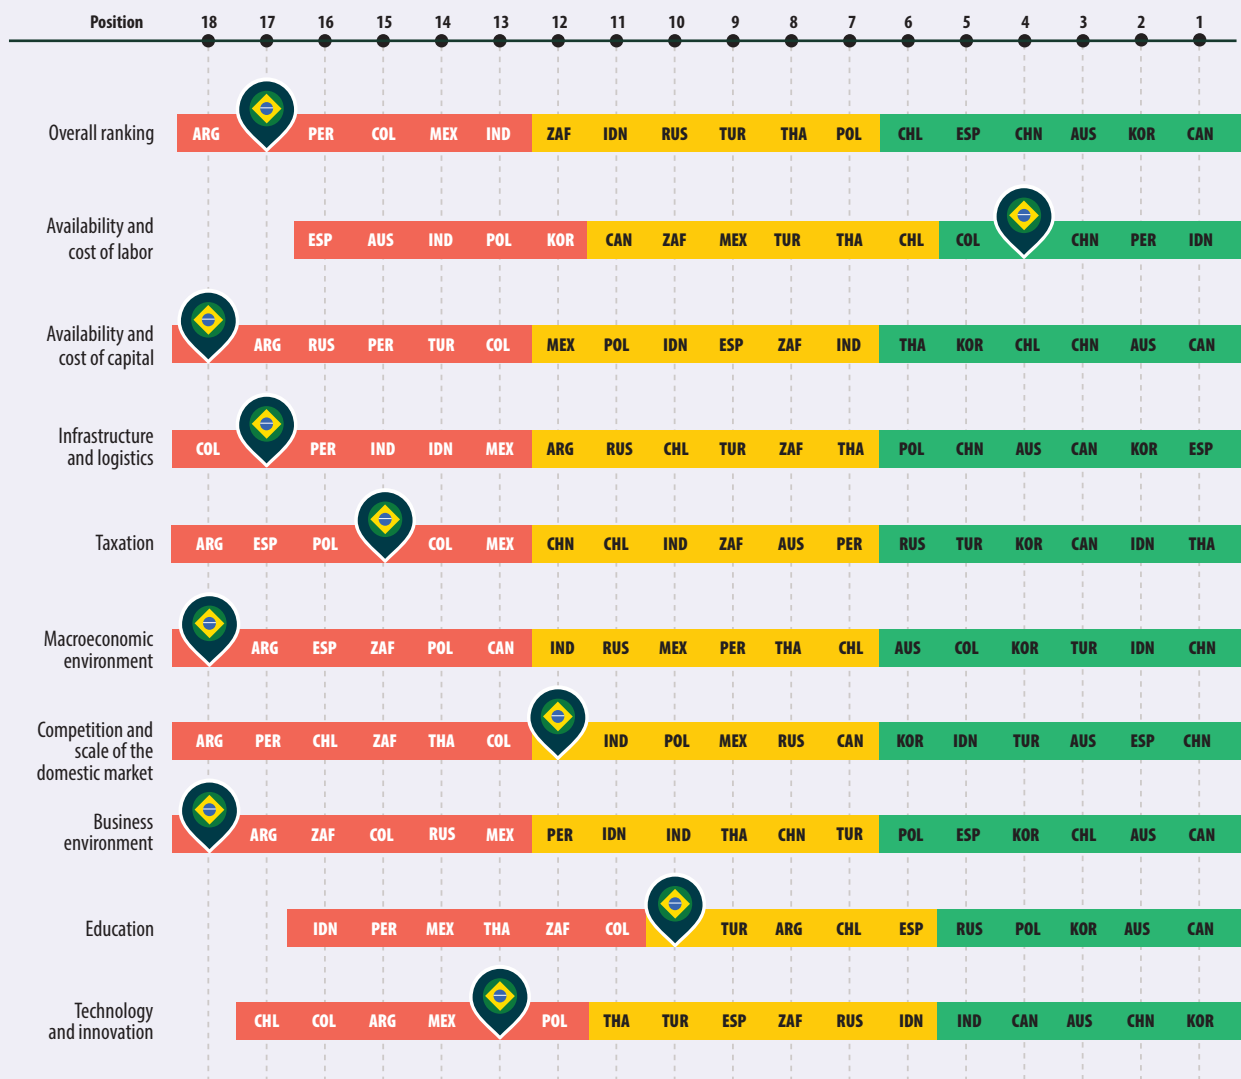 Position 18 17 16 15 14 13 12 11 10 9 8 7 6 5 4 3 2 1
Overall ranking ARG PER COL MEX IND ZAF IDN RUS TUR THA POL CHL ESP CHN AUS KOR CAN
Availability and
cost of labor ESP AUS IND POL KOR CAN ZAF MEX TUR THA CHL COL CHN PER IDN
Availability and
cost of capital ARG RUS PER TUR COL MEX POL IDN ESP ZAF IND THA KOR CHL CHN AUS CAN
Infrastructure
and logistics COL PER IND IDN MEX ARG RUS CHL TUR ZAF THA POL CHN AUS CAN KOR ESP
Taxation ARG ESP POL COL MEX CHN CHL IND ZAF AUS PER RUS TUR KOR CAN IDN THA
Macroeconomic
environment ARG ESP ZAF POL CAN IND RUS MEX PER THA CHL AUS COL KOR TUR IDN CHN
Competition and
scale of the
domestic market ARG PER CHL ZAF THA COL IND POL MEX RUS CAN KOR IDN TUR AUS ESP CHN
Business
environment ARG ZAF COL RUS MEX PER IDN IND THA CHN TUR POL ESP KOR CHL AUS CAN
Education IDN PER MEX THA ZAF COL TUR ARG CHL ESP RUS POL KOR AUS CAN
Technology
and innovation CHL COL ARG MEX POL THA TUR ESP ZAF RUS IDN IND CAN AUS CHN KOR